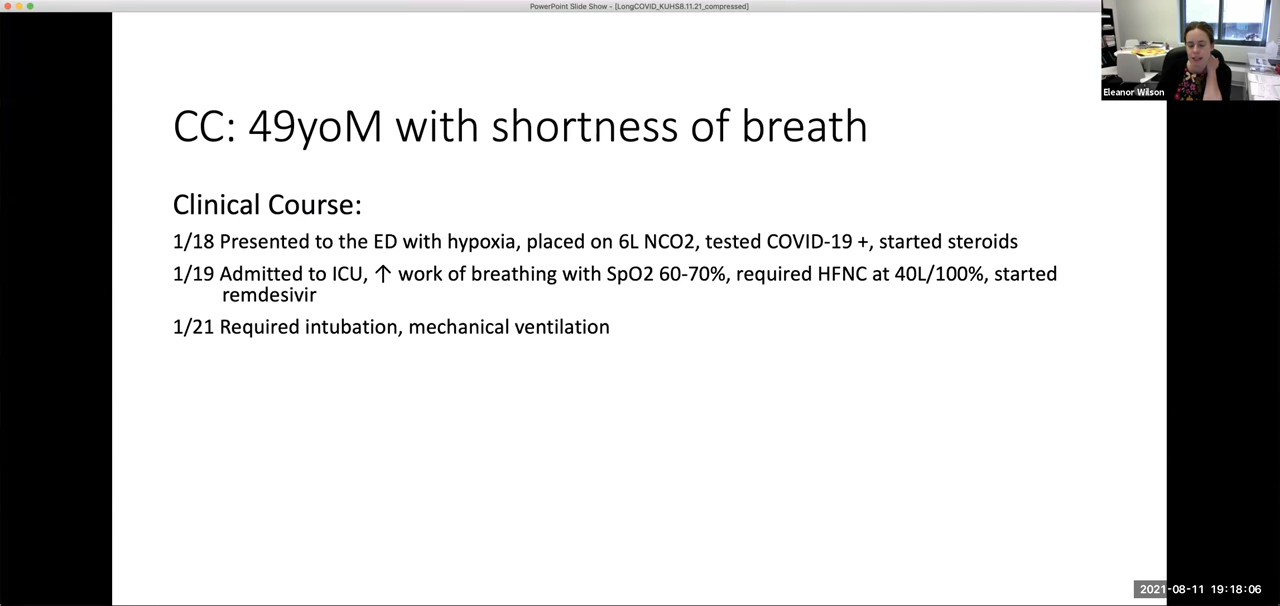 PowerPoint Slide Show - [LongCOVID_KUHS8.11.21_compressed]
Eleanor Wilson
CC: 49yoM with shortness of breath
Clinical Course:
1/18 Presented to the ED with hypoxia, placed on 6L NCO2, tested COVID-19 +, started steroids
1/19 Admitted to ICU, ↑ work of breathing with SpO2 60-70%, required HFNC at 40L/100%, started
remdesivir
1/21 Required intubation, mechanical ventilation
2021-08-11 19:18:06